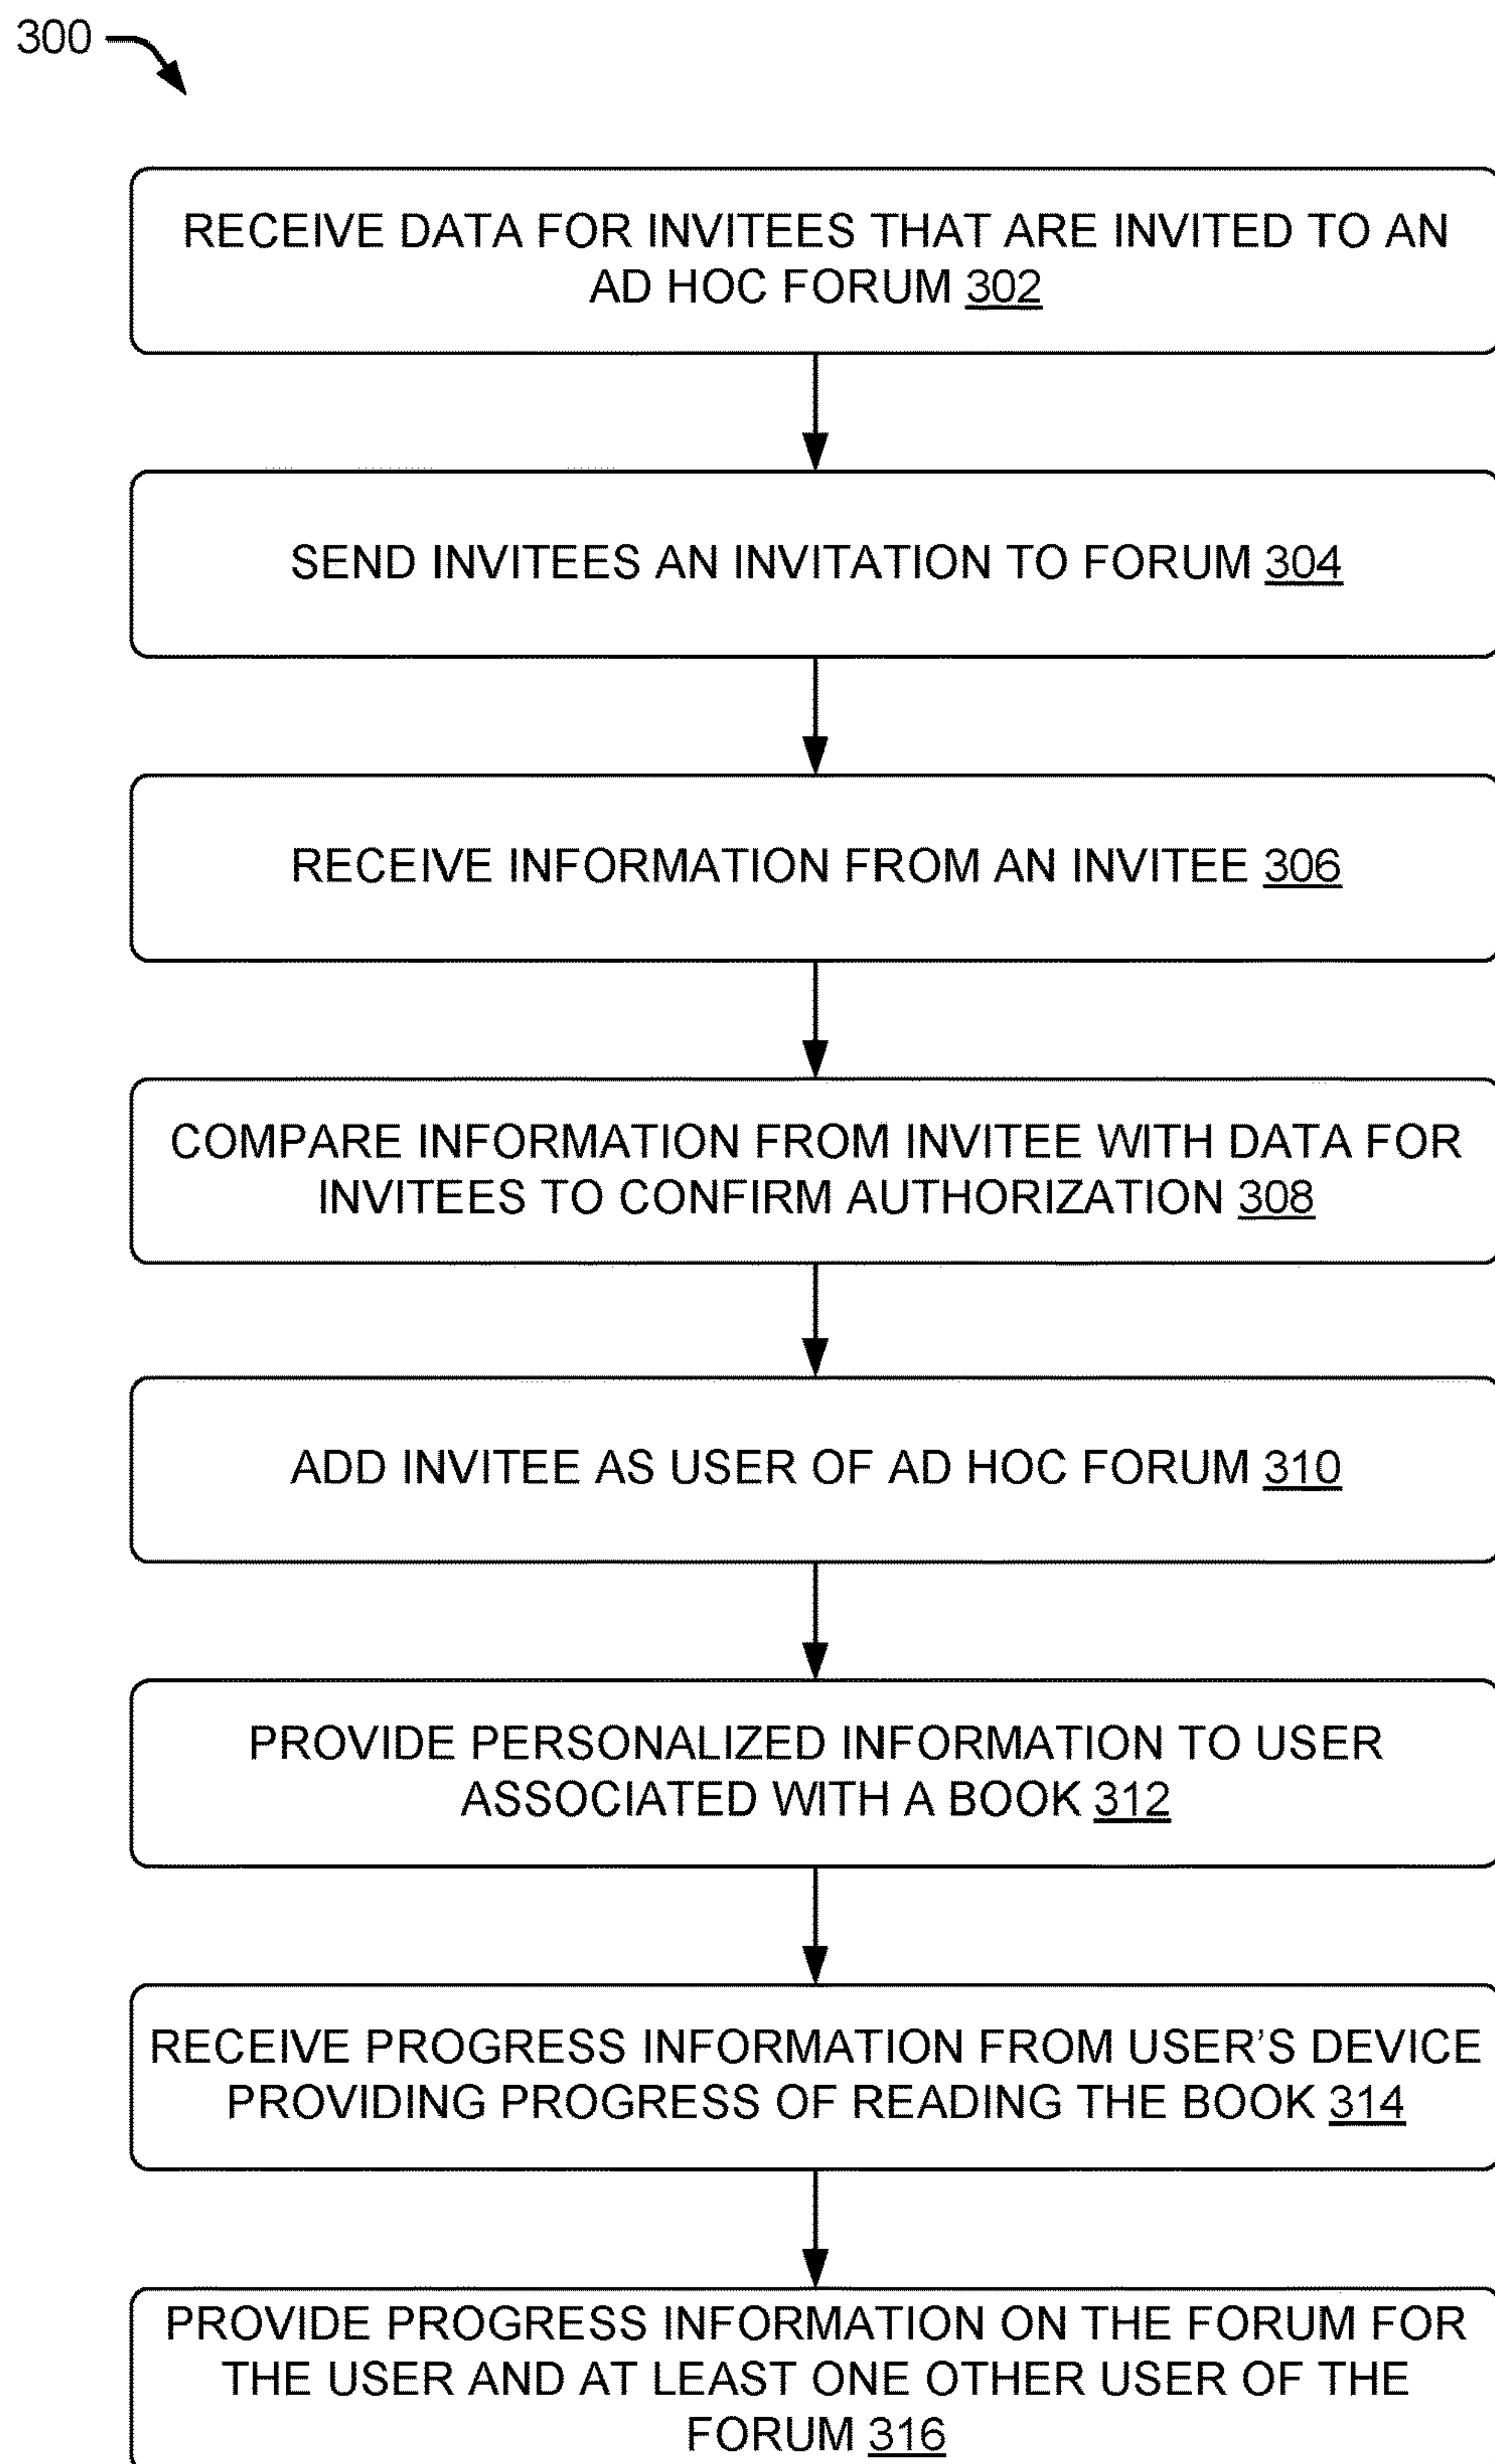 300
RECEIVE DATA FOR INVITEES THAT ARE INVITED TO AN
AD HOC FORUM 302
SEND INVITEES AN INVITATION TO FORUM 304
RECEIVE INFORMATION FROM AN INVITEE 306
COMPARE INFORMATION FROM INVITEE WITH DATA FOR
INVITEES TO CONFIRM AUTHORIZATION 308
ADD INVITEE AS USER OF AD HOC FORUM 310
PROVIDE PERSONALIZED INFORMATION TO USER
ASSOCIATED WITH A BOOK 312
RECEIVE PROGRESS INFORMATION FROM USER'S DEVICE
PROVIDING PROGRESS OF READING THE BOOK 314
PROVIDE PROGRESS INFORMATION ON THE FORUM FOR
THE USER AND AT LEAST ONE OTHER USER OF THE
FORUM 316